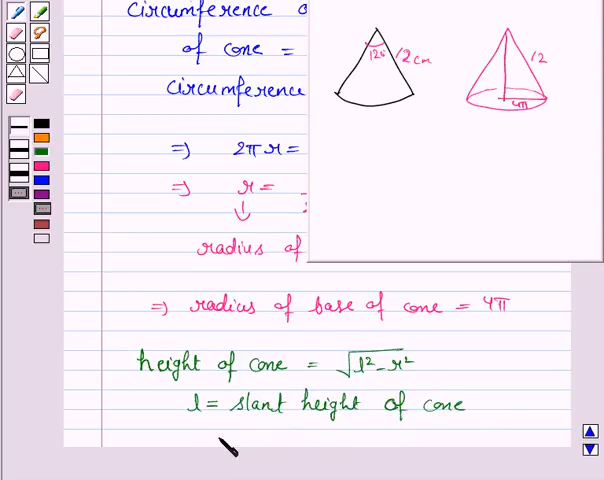 Circumference o
of cone =
Circumference
⇒ 2πr =
⇒ r =
↓
radius of
⇒ radius of base of cone = 4π
height of cone = √l²-r²
l = slant height of cone
12 cm
12
4π